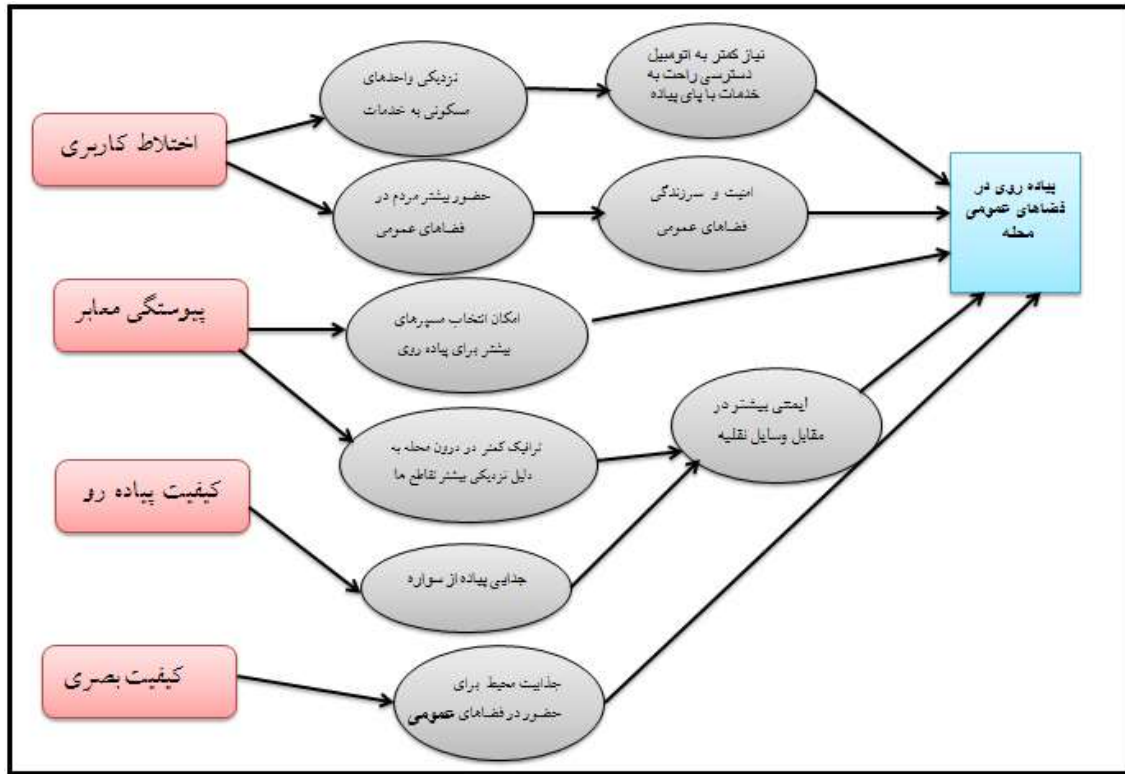 اختلاط کاربری
نزدیکی واحدهای
مسکونی به خدمات
نیاز کمتر به اتومبیل
دسترسی راحت به
خدمات با پای پیاده
حضور بیشتر مردم در
فضاهای عمومی
امنیت و سرزندگی
فضاهای عمومی
پیاده روی در
فضاهای عمومی
محله
پیوستگی معابر
امکان انتخاب مسیرهای
بیشتر برای پیاده روی
ترافیک کمتر در درون محله به
دلیل نزدیکی بیشتر تقاطع ها
ایمنی بیشتر در
مقابل وسایل نقلیه
کیفیت پیاده رو
جدایی پیاده از سواره
کیفیت بصری
جذابیت محیط برای
حضور در فضاهای عمومی